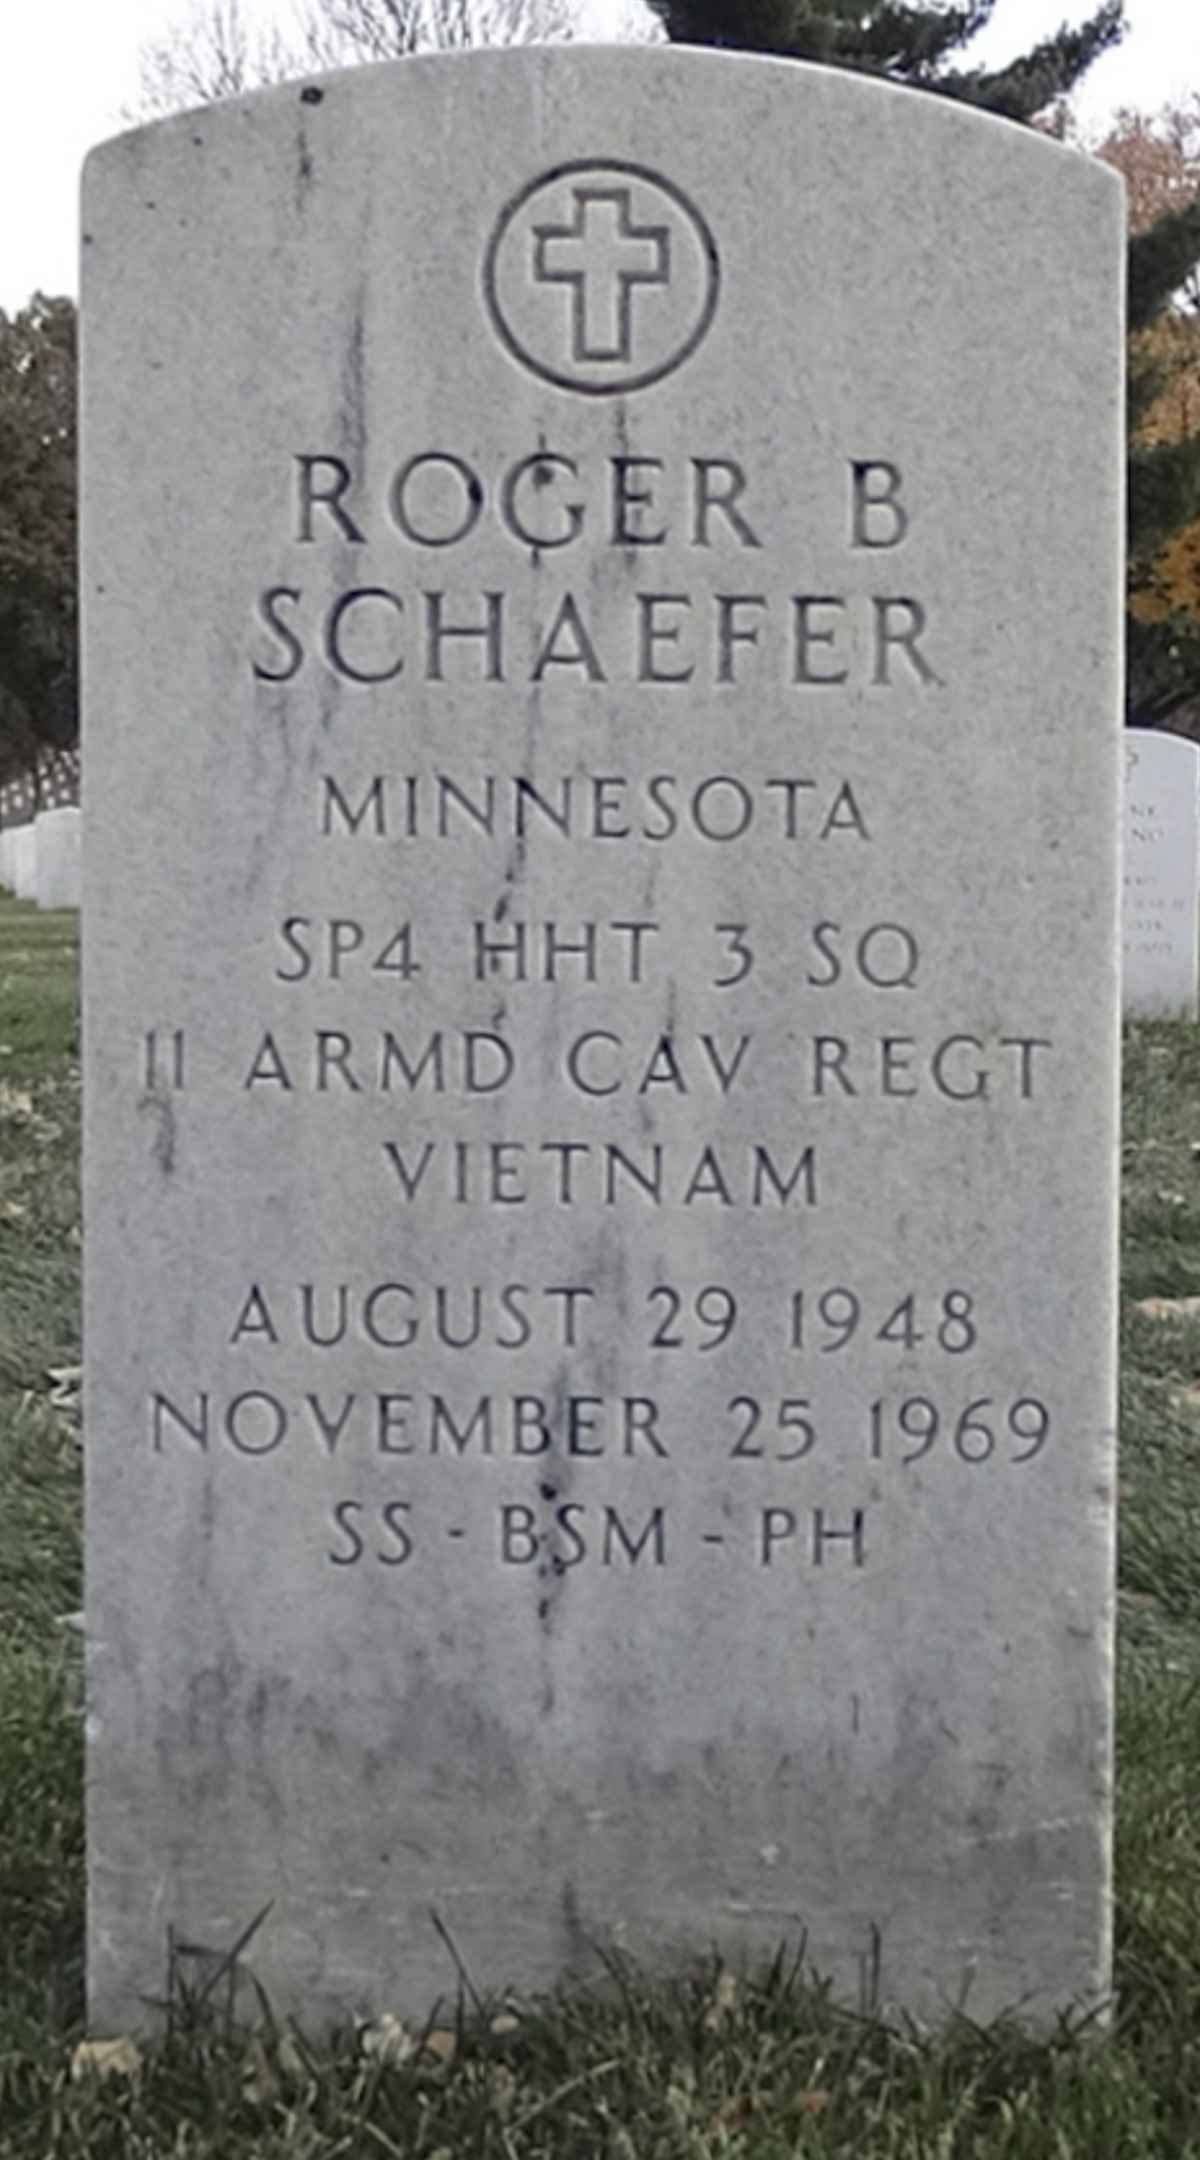 ROGER B
SCHAEFER
MINNESOTA
SP4 HHT 3 SQ
11 ARMD CAV REGT
VIETNAM
AUGUST 29 1948
NOVEMBER 25 1969
SS - BSM - PH